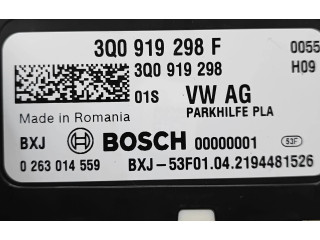 3Q0 919 298 F 0055
3Q0 919 298 H09
01S VW AG
Made in Romania PARKHILFE PLA
BXJ BOSCH 00000001 53F
0 263 014 559 BXJ-53F01.04.2194481526